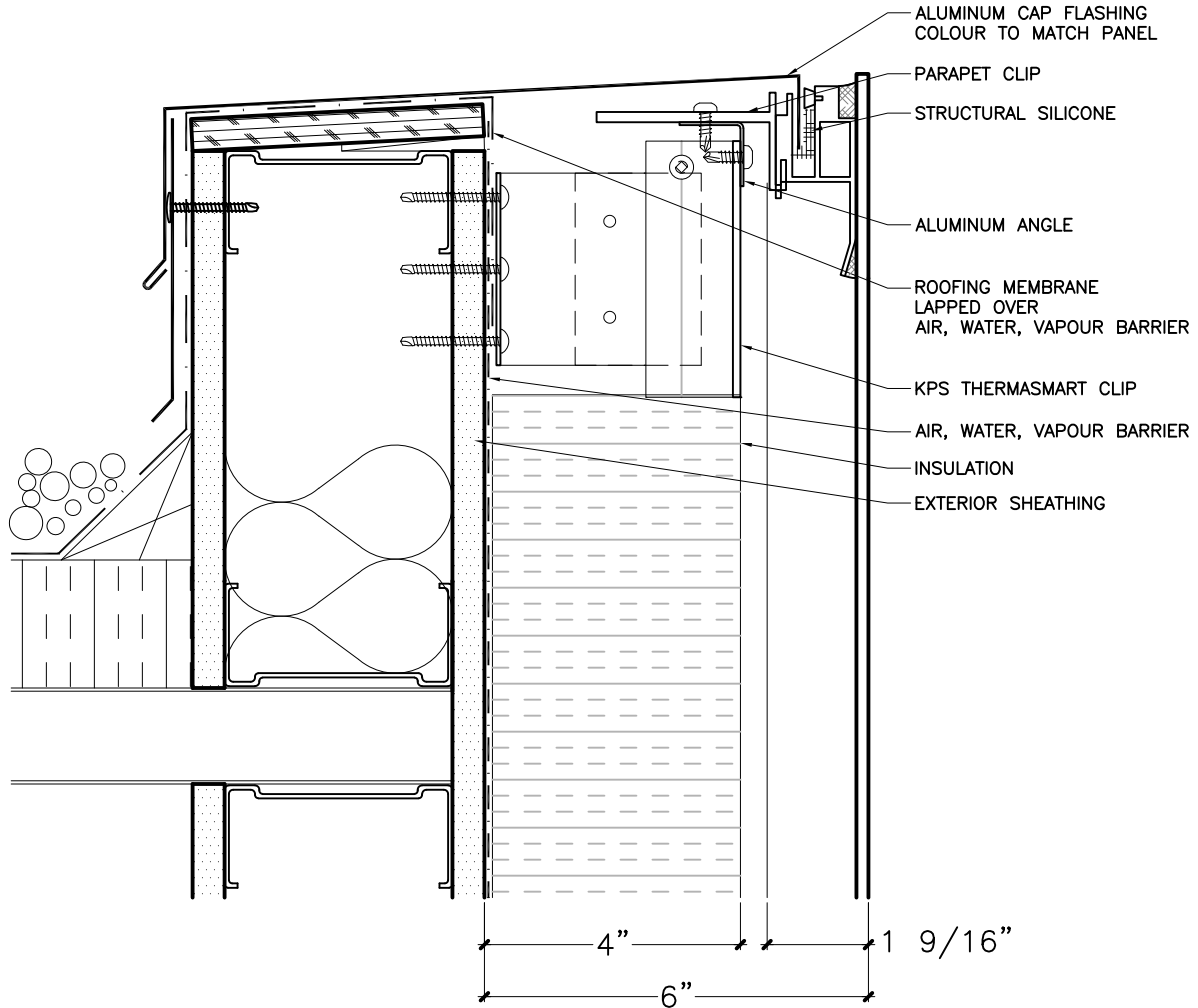 ALUMINUM CAP FLASHING
COLOUR TO MATCH PANEL
PARAPET CLIP
STRUCTURAL SILICONE
ALUMINUM ANGLE
ROOFING MEMBRANE
LAPPED OVER
AIR, WATER, VAPOUR BARRIER
KPS THERMASMART CLIP
AIR, WATER, VAPOUR BARRIER
INSULATION
EXTERIOR SHEATHING
4”
1 9/16”
6”